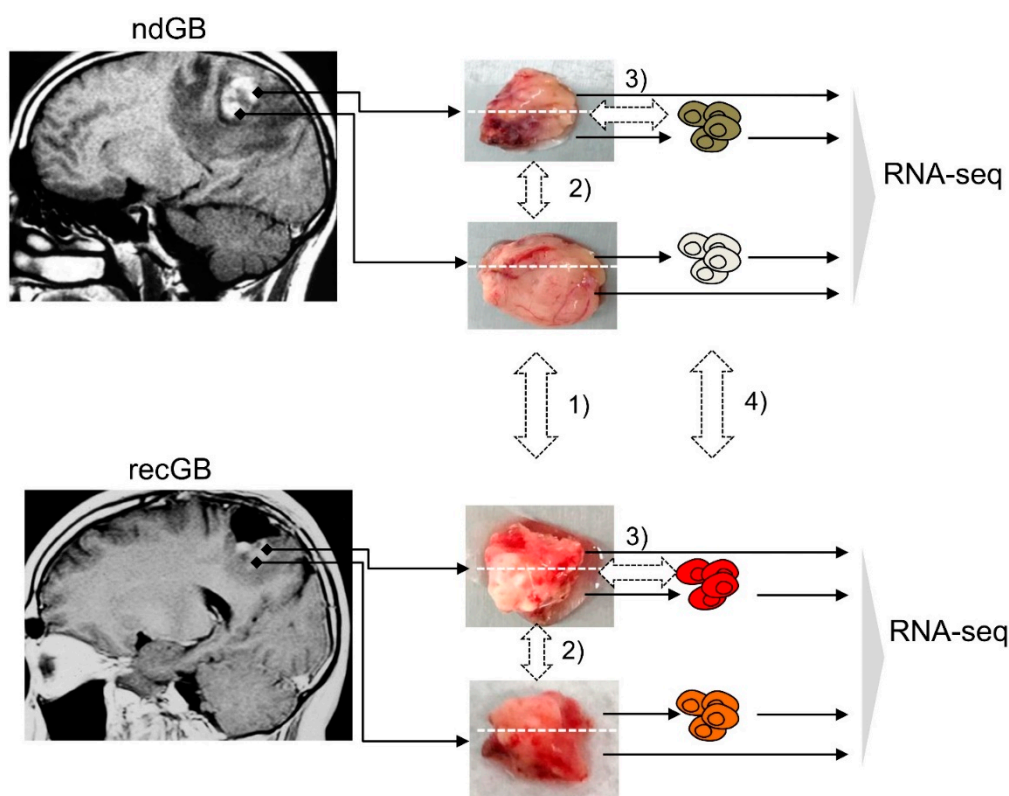 ndGB
3)
2)
RNA-seq
1)
4)
recGB
3)
2)
RNA-seq